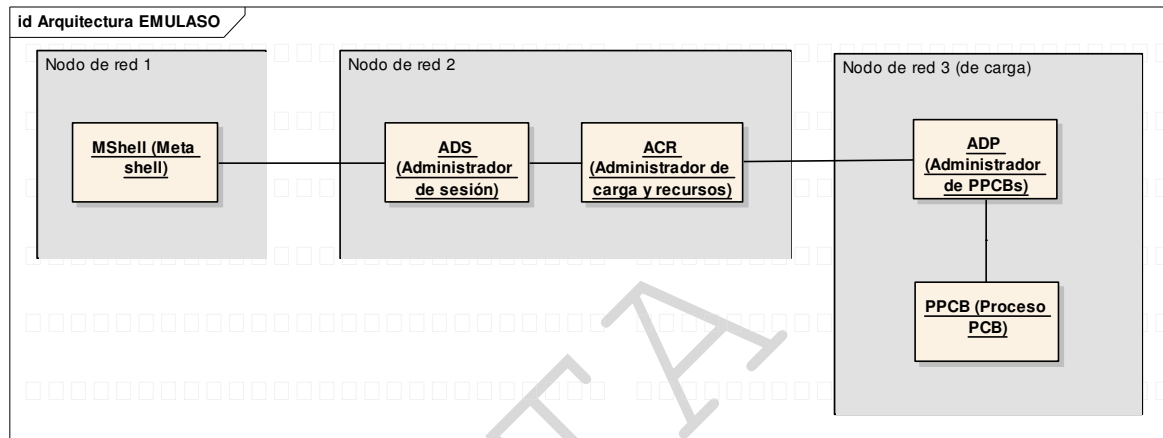 id Arquitectura EMULASO
Nodo de red 1
MShell (Meta
shell)
Nodo de red 2
ADS
(Administrador
de sesión)
ACR
(Administrador de
carga y recursos)
Nodo de red 3 (de carga)
ADP
(Administrador
de PPCBs)
PPCB (Proceso
PCB)
TA